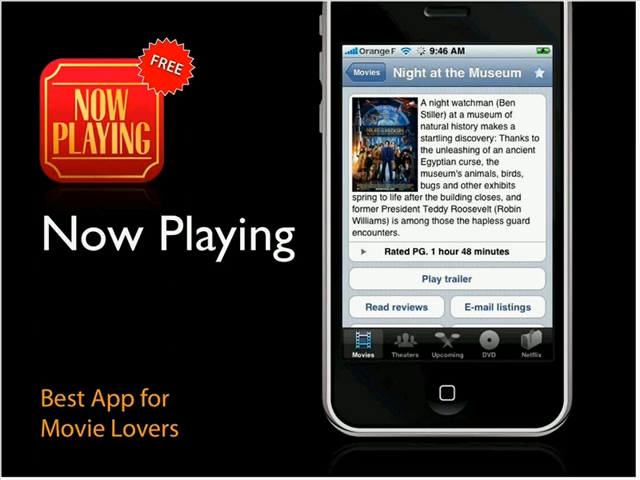 FREE
NOW
PLAYING
Now Playing
Best App for
Movie Lovers
Orange F 9:46 AM
Movies Night at the Museum
A night watchman (Ben
Stiller) at a museum of
natural history makes a
startling discovery: Thanks to
the unleashing of an ancient
Egyptian curse, the
museum's animals, birds,
bugs and other exhibits
spring to life after the building closes, and
former President Teddy Roosevelt (Robin
Williams) is among those the hapless guard
encounters.
Rated PG. 1 hour 48 minutes
Play trailer
Read reviews E-mail listings
Movies Theaters Upcoming DVD Netflix